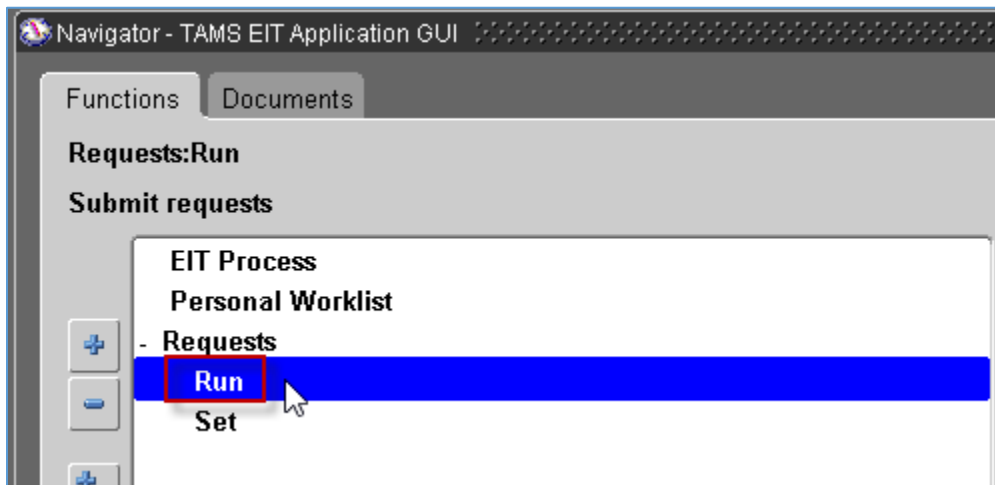 Navigator - TAMS EIT Application GUI
Functions Documents
Requests:Run
Submit requests
EIT Process
Personal Worklist
- Requests
Run
Set